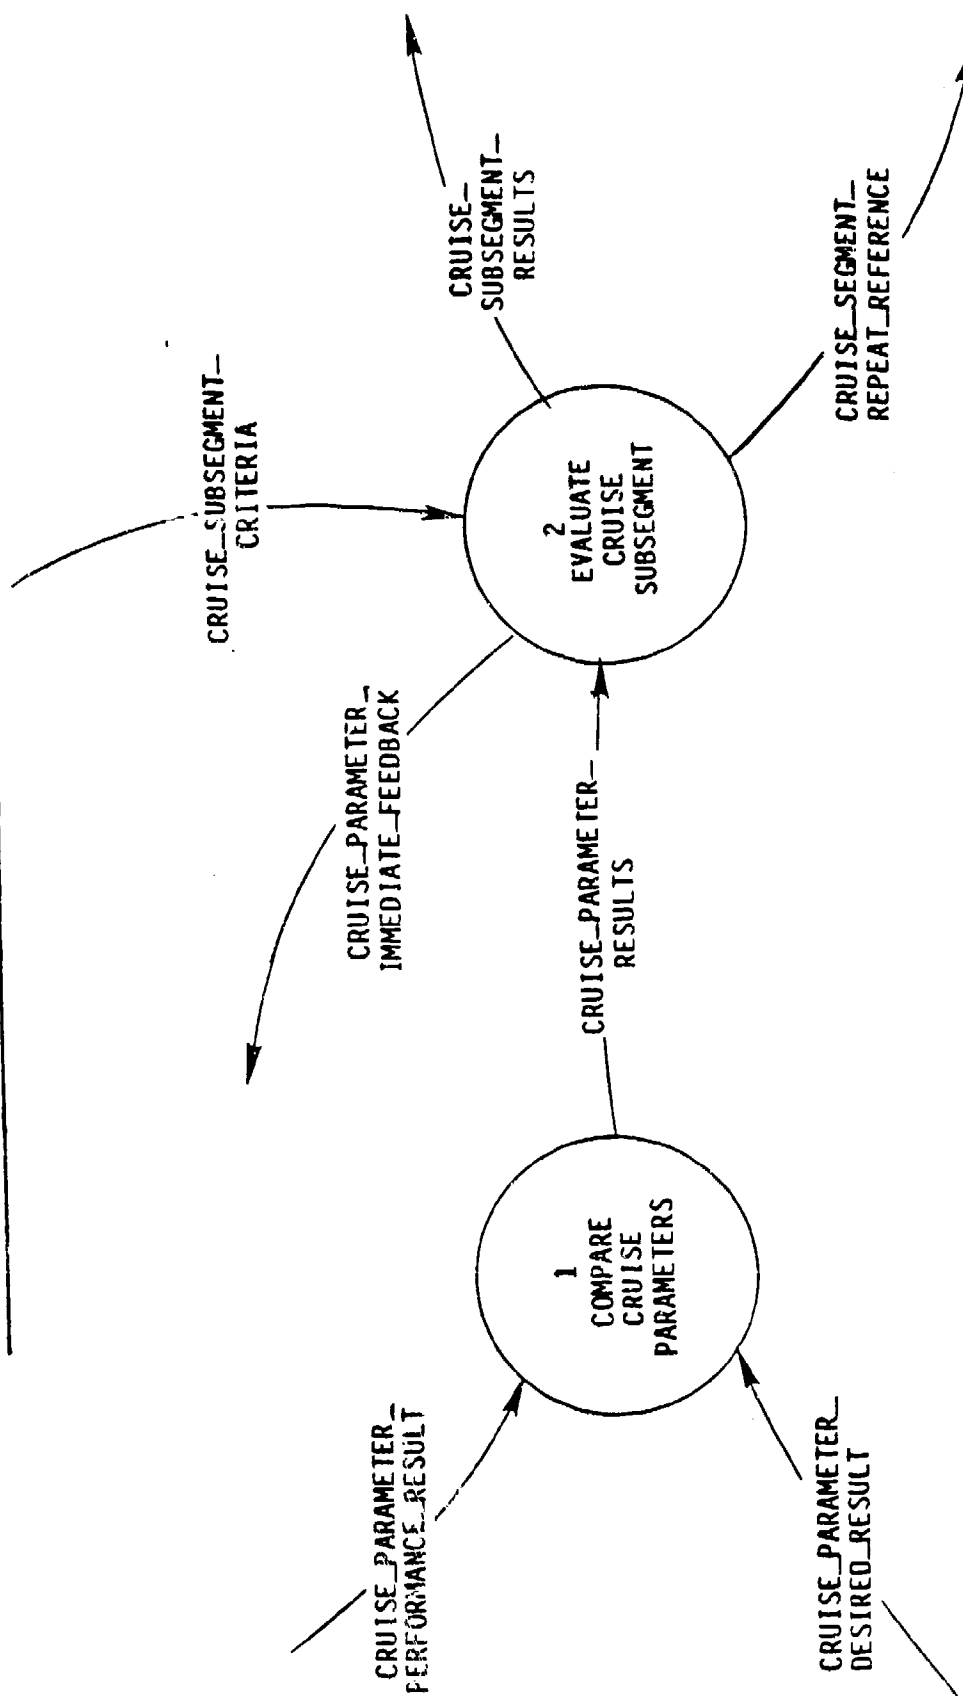 CRUISE_PARAMETER_
PERFORMANCE_RESULT
CRUISE_PARAMETER_
DESIRED_RESULT
1
COMPARE
CRUISE
PARAMETERS
CRUISE_PARAMETER_
RESULTS
CRUISE_PARAMETER_
IMMEDIATE_FEEDBACK
CRUISE_SUBSEGMENT_
CRITERIA
2
EVALUATE
CRUISE
SUBSEGMENT
CRUISE_
SUBSEGMENT_
RESULTS
CRUISE_SEGMENT_
REPEAT_REFERENCE